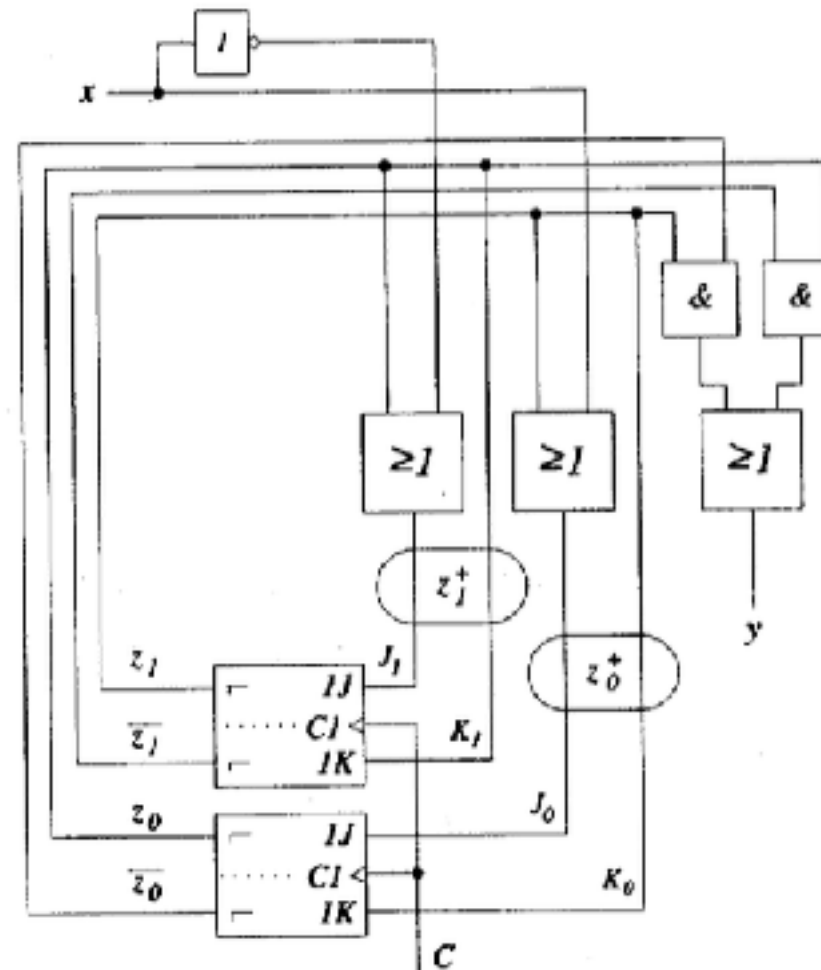 1
x
& &
≥1 ≥1 ≥1
z₁⁺
y
z₀⁺
z₁ J₁
1J
C1
z̅₁ K₁
1K
z₀ J₀
1J
C1
z̅₀ K₀
1K
C